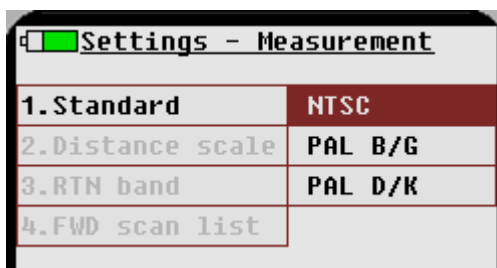 Settings - Measurement
1.Standard NTSC
2.Distance scale PAL B/G
3.RTN band PAL D/K
4.FWD scan list